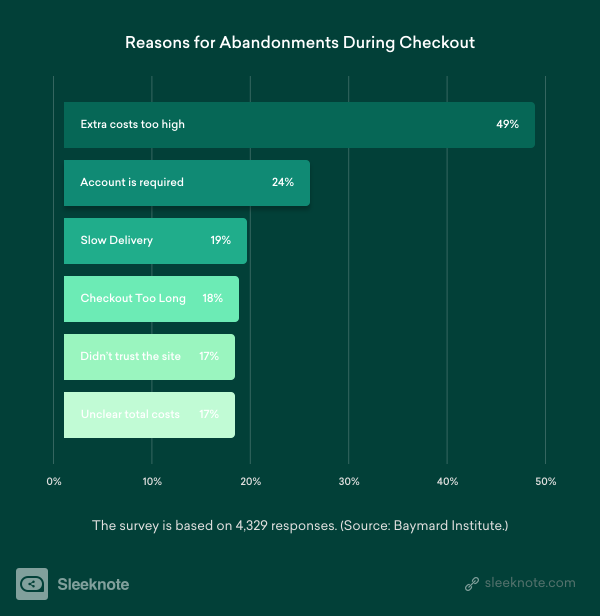 Reasons for Abandonments During Checkout
Extra costs too high 49%
Account is required 24%
Slow Delivery 19%
Checkout Too Long 18%
Didn't trust the site 17%
Unclear total costs 17%
0% 10% 20% 30% 40% 50%
The survey is based on 4,329 responses. (Source: Baymard Institute.)
Sleeknote sleeknote.com